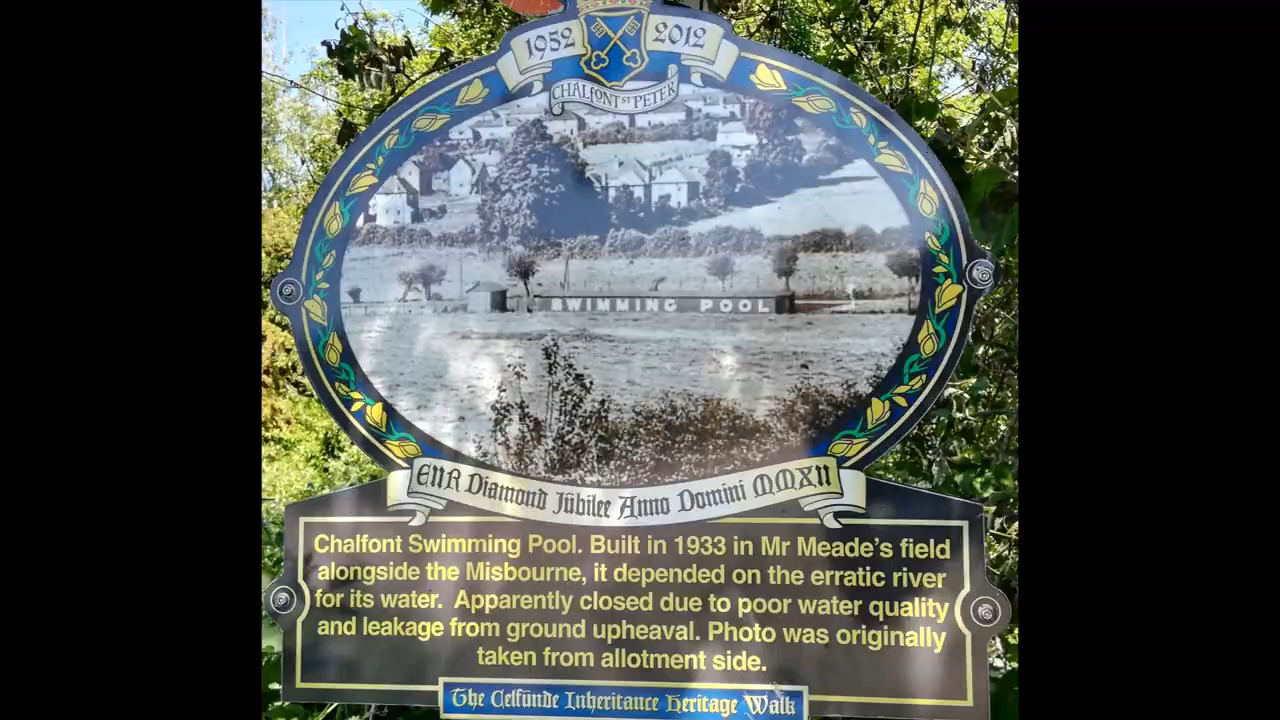 1952 2012
CHALFONT ST PETER
SWIMMING POOL
EIIR Diamond Jubilee Anno Domini MMXII
Chalfont Swimming Pool. Built in 1933 in Mr Meade's field
alongside the Misbourne, it depended on the erratic river
for its water. Apparently closed due to poor water quality
and leakage from ground upheaval. Photo was originally
taken from allotment side.
The Celfunde Inheritance Heritage Walk